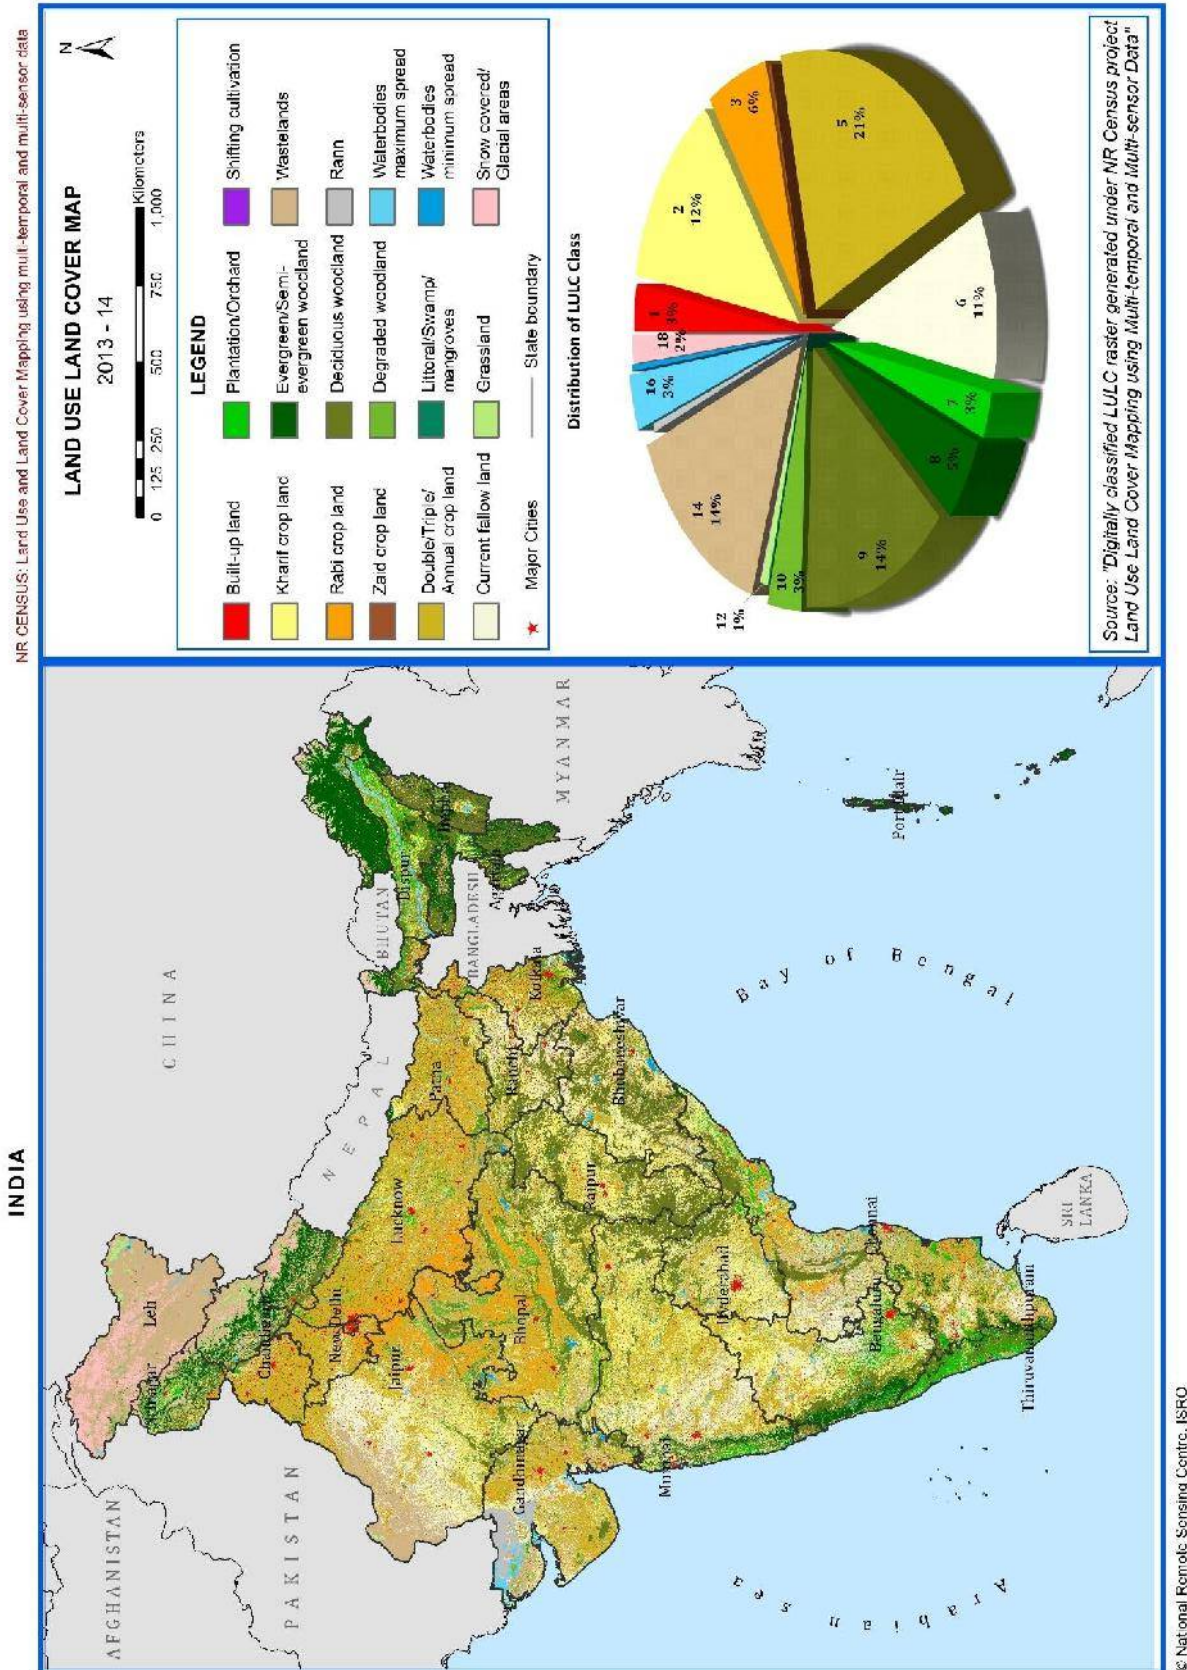 INDIA
NR CENSUS: Land Use and Land Cover Mapping using multi-temporal and multi-sensor data
CHINA
AFGHANISTAN
PAKISTAN
NEPAL
BHUTAN
BANGLADESH
MYANMAR
SRI
LANKA
Leh
Chandigarh
New Delhi
Jaipur
Lucknow
Patna
Dispur
Imphal
Agartala
Gandhinagar
Bhopal
Ranchi
Kolkata
Raipur
Bhubaneshwar
Mumbai
Hyderabad
Bengaluru
Chennai
Thiruvananthapuram
Port Blair
Arabian sea
Bay of Bengal
LAND USE LAND COVER MAP
2013 - 14
N
0 125 250 500 750 1,000
Kilometers
LEGEND
Built-up land
Kharif crop land
Rabi crop land
Zaid crop land
Double/Triple/
Annual crop land
Current fallow land
Major Cities
Plantation/Orchard
Evergreen/Semi-
evergreen woodland
Deciduous woodland
Degraded woodland
Littoral/Swamp/
mangroves
Grassland
State boundary
Shifting cultivation
Wastelands
Rann
Waterbodies
maximum spread
Waterbodies
minimum spread
Snow covered/
Glacial areas
Distribution of LULC Class
1
3%
2
12%
3
6%
5
21%
6
11%
7
3%
8
5%
9
14%
10
3%
12
1%
14
14%
16
3%
18
2%
Source: "Digitally classified LULC raster generated under NR Census project
Land Use Land Cover Mapping using Multi-temporal and Multi-sensor Data"
© National Remote Sensing Centre, ISRO